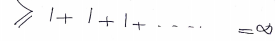 ⩾ 1+ 1+1+ ..... = ∞